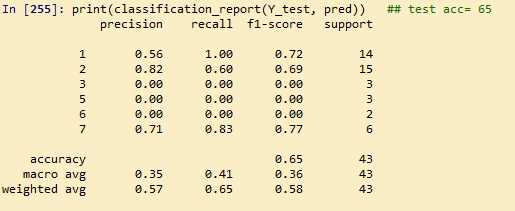 In [255]: print(classification_report(Y_test, pred))   ## test acc= 65
              precision    recall  f1-score   support

           1       0.56      1.00      0.72        14
           2       0.82      0.60      0.69        15
           3       0.00      0.00      0.00         3
           5       0.00      0.00      0.00         3
           6       0.00      0.00      0.00         2
           7       0.71      0.83      0.77         6

    accuracy                           0.65        43
   macro avg       0.35      0.41      0.36        43
weighted avg       0.57      0.65      0.58        43